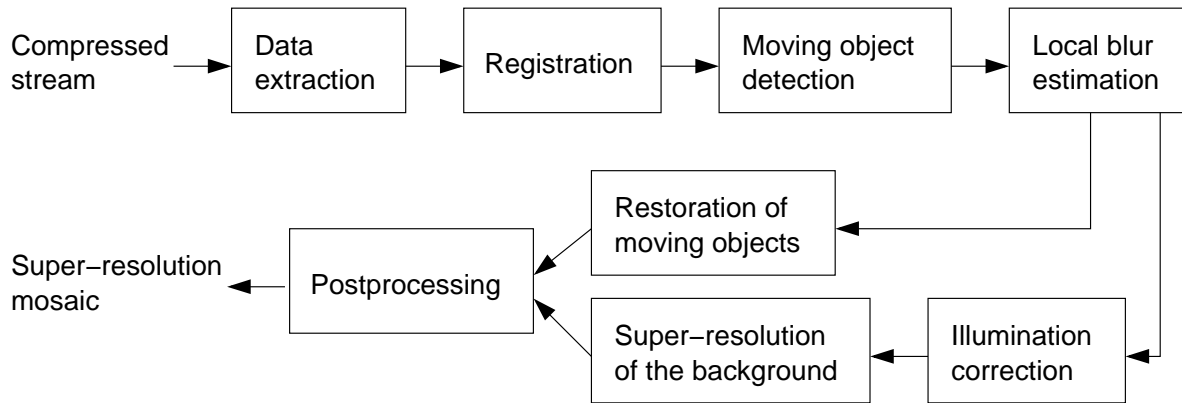 Compressed
stream
Data
extraction
Registration
Moving object
detection
Local blur
estimation
Restoration of
moving objects
Super−resolution
mosaic
Postprocessing
Super−resolution
of the background
Illumination
correction